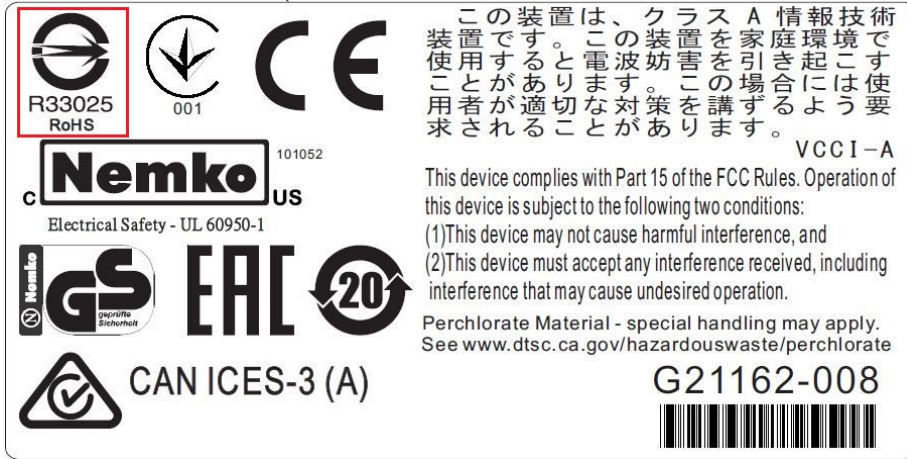 R33025
RoHS
001
CE
この装置は、クラス A 情報技術
装置です。この装置を家庭環境で
使用すると電波妨害を引き起こす
ことがあります。この場合には使
用者が適切な対策を講ずるよう要
求されることがあります。
VCCI-A
c Nemko US
101052
Electrical Safety - UL 60950-1
This device complies with Part 15 of the FCC Rules. Operation of
this device is subject to the following two conditions:
(1)This device may not cause harmful interference, and
(2)This device must accept any interference received, including
interference that may cause undesired operation.
N Nemko
GS
geprüfte
Sicherheit
EAC
20
Perchlorate Material - special handling may apply.
See www.dtsc.ca.gov/hazardouswaste/perchlorate
CAN ICES-3 (A)
G21162-008